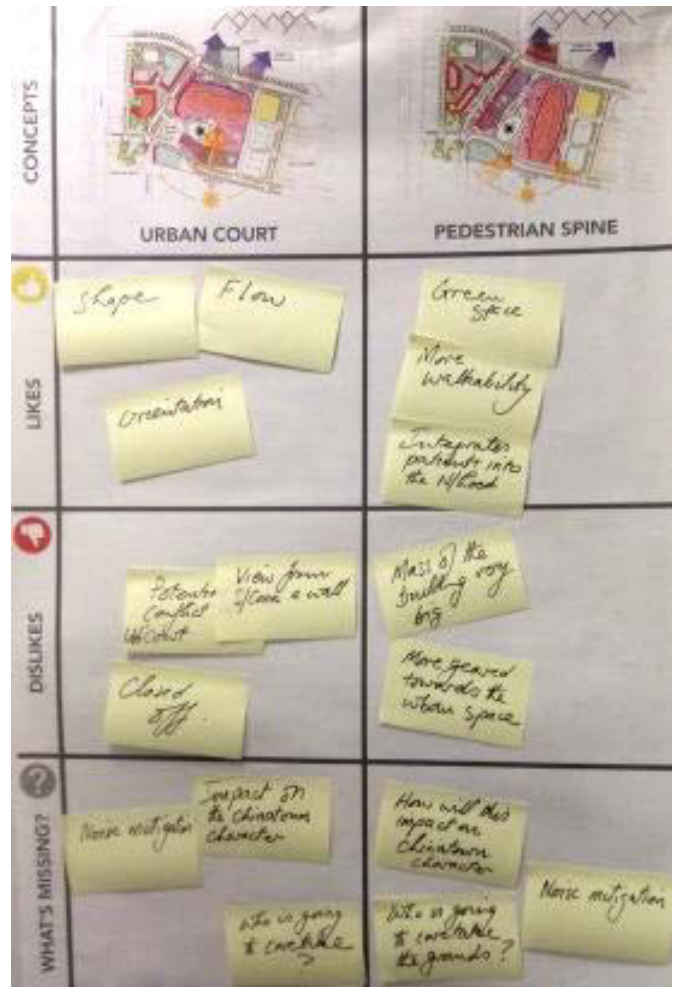 CONCEPTS
URBAN COURT
PEDESTRIAN SPINE
LIKES
Shape
Flow
Orientation
Green
space
More
walkability
Integrates
patients into
the N/hood
DISLIKES
Potential
conflict
View from
a wall
Closed
off.
Mass of the
building very
big
More geared
towards the
urban space
WHAT'S MISSING?
Noise mitigation
Impact on
the chinatown
character
Who is going
to caretake
?
How will this
impact on
Chinatown
character
Who is going
to caretake
the grounds?
Noise mitigation